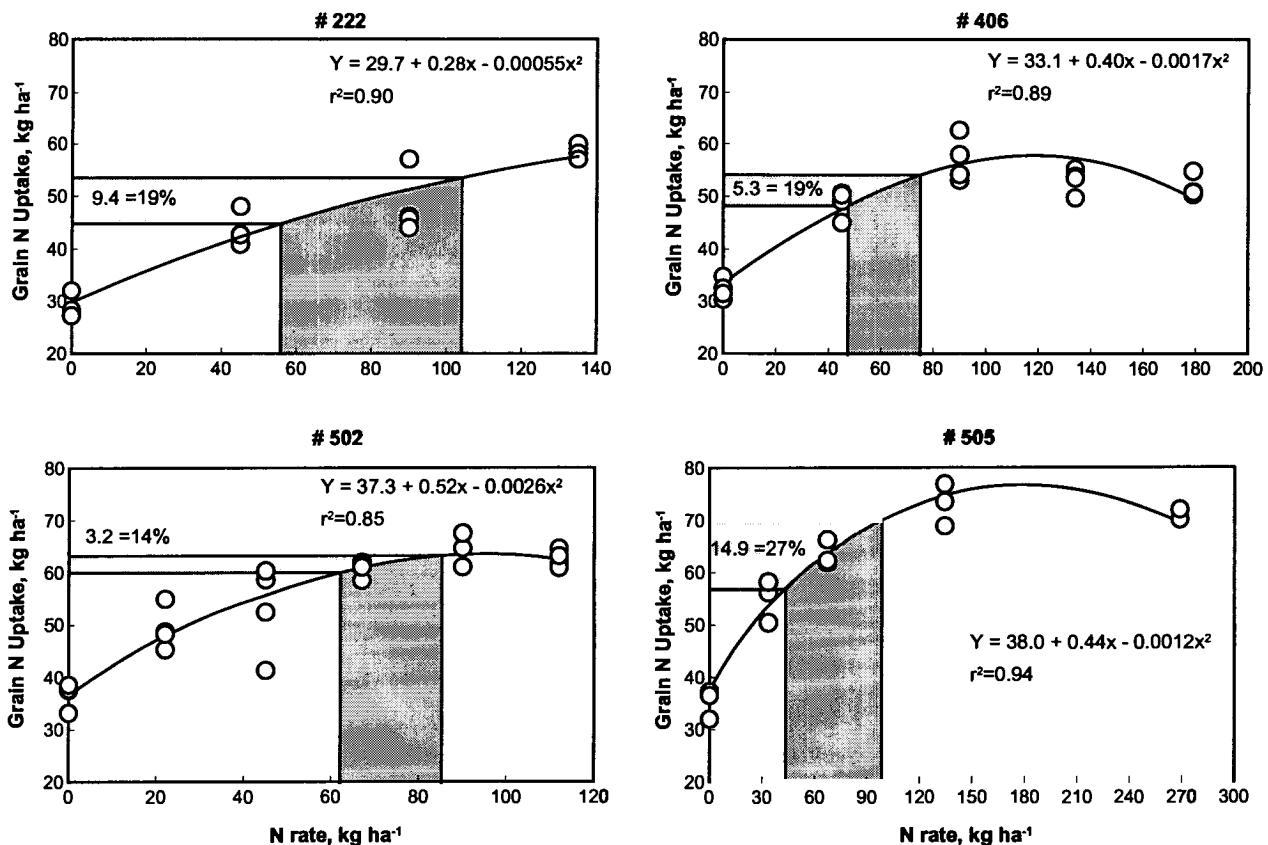 # 222
Grain N Uptake, kg ha⁻¹
80
70
60
50
40
30
20
Y = 29.7 + 0.28x - 0.00055x²
r²=0.90
9.4 =19%
0 20 40 60 80 100 120 140
# 406
Grain N Uptake, kg ha⁻¹
80
70
60
50
40
30
20
Y = 33.1 + 0.40x - 0.0017x²
r²=0.89
5.3 = 19%
0 20 40 60 80 100 120 140 160 180 200
# 502
Grain N Uptake, kg ha⁻¹
80
70
60
50
40
30
20
Y = 37.3 + 0.52x - 0.0026x²
r²=0.85
3.2 =14%
0 20 40 60 80 100 120
N rate, kg ha⁻¹
# 505
Grain N Uptake, kg ha⁻¹
80
70
60
50
40
30
20
14.9 =27%
Y = 38.0 + 0.44x - 0.0012x²
r²=0.94
0 30 60 90 120 150 180 210 240 270 300
N rate, kg ha⁻¹